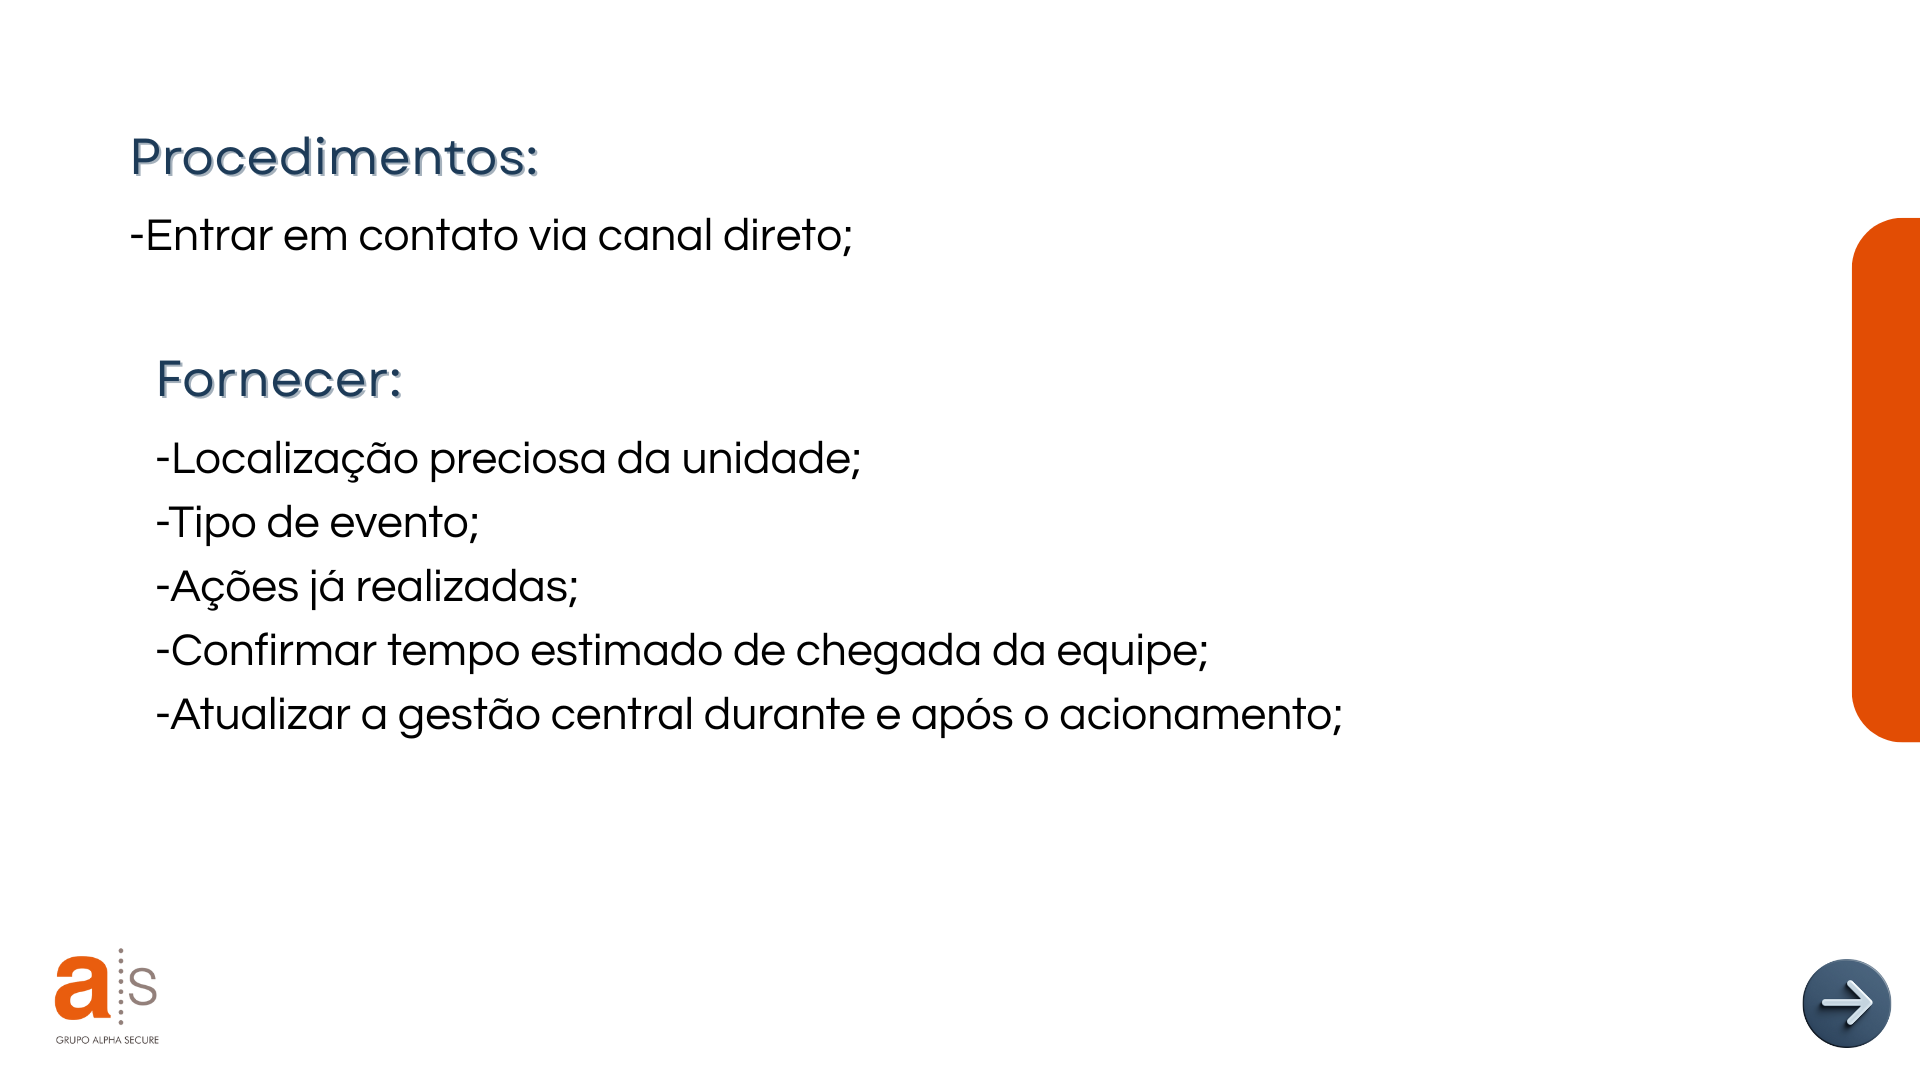 Procedimentos:
-Entrar em contato via canal direto;
Fornecer:
-Localização preciosa da unidade;
-Tipo de evento;
-Ações já realizadas;
-Confirmar tempo estimado de chegada da equipe;
-Atualizar a gestão central durante e após o acionamento;
a s
GRUPO ALPHA SECURE